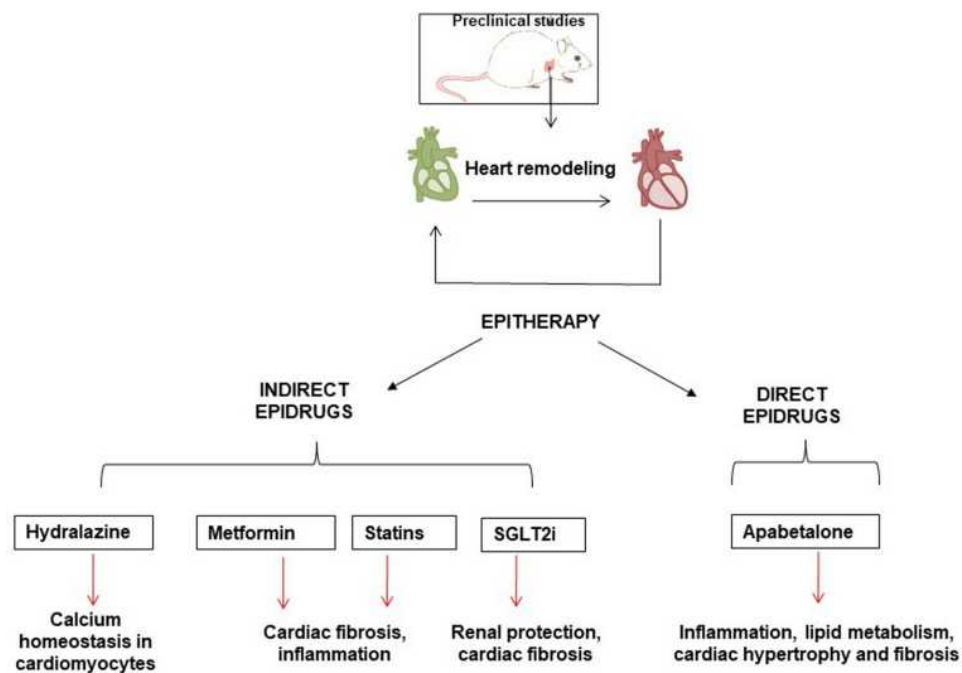 Preclinical studies
Heart remodeling
EPITHERAPY
INDIRECT
EPIDRUGS
DIRECT
EPIDRUGS
Hydralazine
Metformin
Statins
SGLT2i
Apabetalone
Calcium
homeostasis in
cardiomyocytes
Cardiac fibrosis,
inflammation
Renal protection,
cardiac fibrosis
Inflammation, lipid metabolism,
cardiac hypertrophy and fibrosis